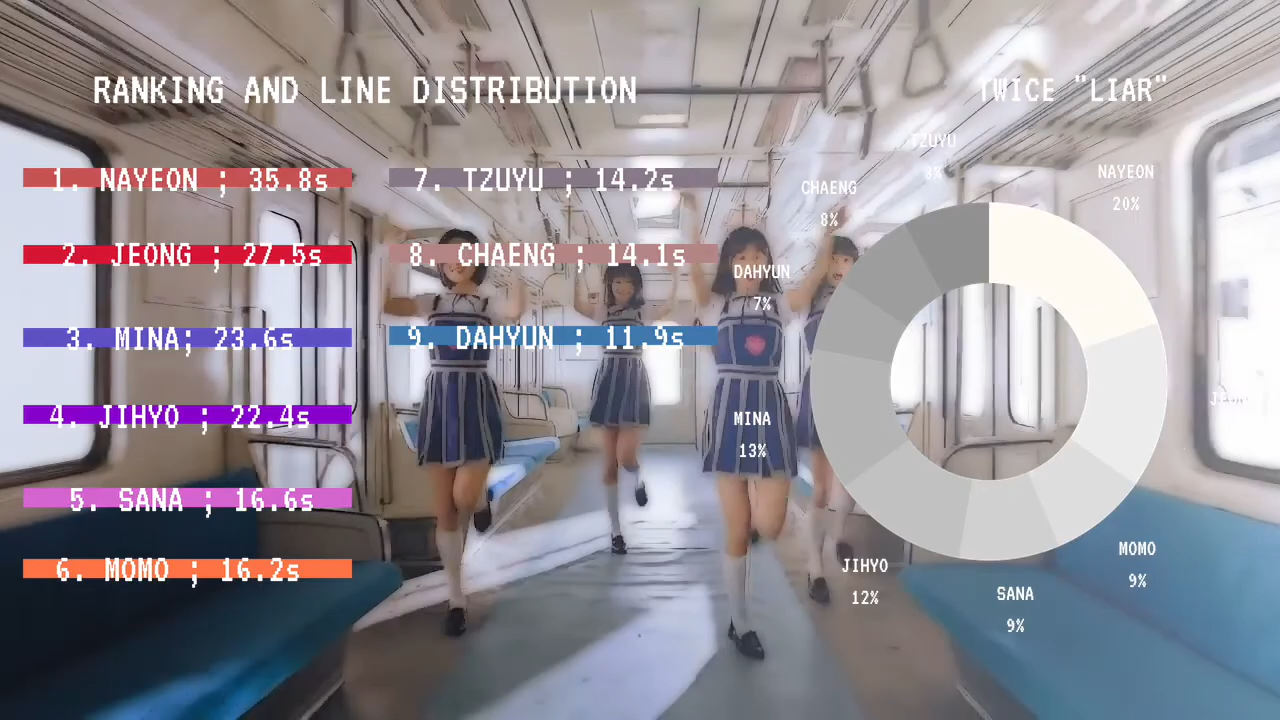 RANKING AND LINE DISTRIBUTION
TWICE "LIAR"
1. NAYEON ; 35.8s
2. JEONG ; 27.5s
3. MINA; 23.6s
4. JIHYO ; 22.4s
5. SANA ; 16.6s
6. MOMO ; 16.2s
7. TZUYU ; 14.2s
8. CHAENG ; 14.1s
9. DAHYUN ; 11.9s
TZUYU
8%
NAYEON
20%
CHAENG
8%
DAHYUN
7%
MINA
13%
JIHYO
12%
SANA
9%
MOMO
9%